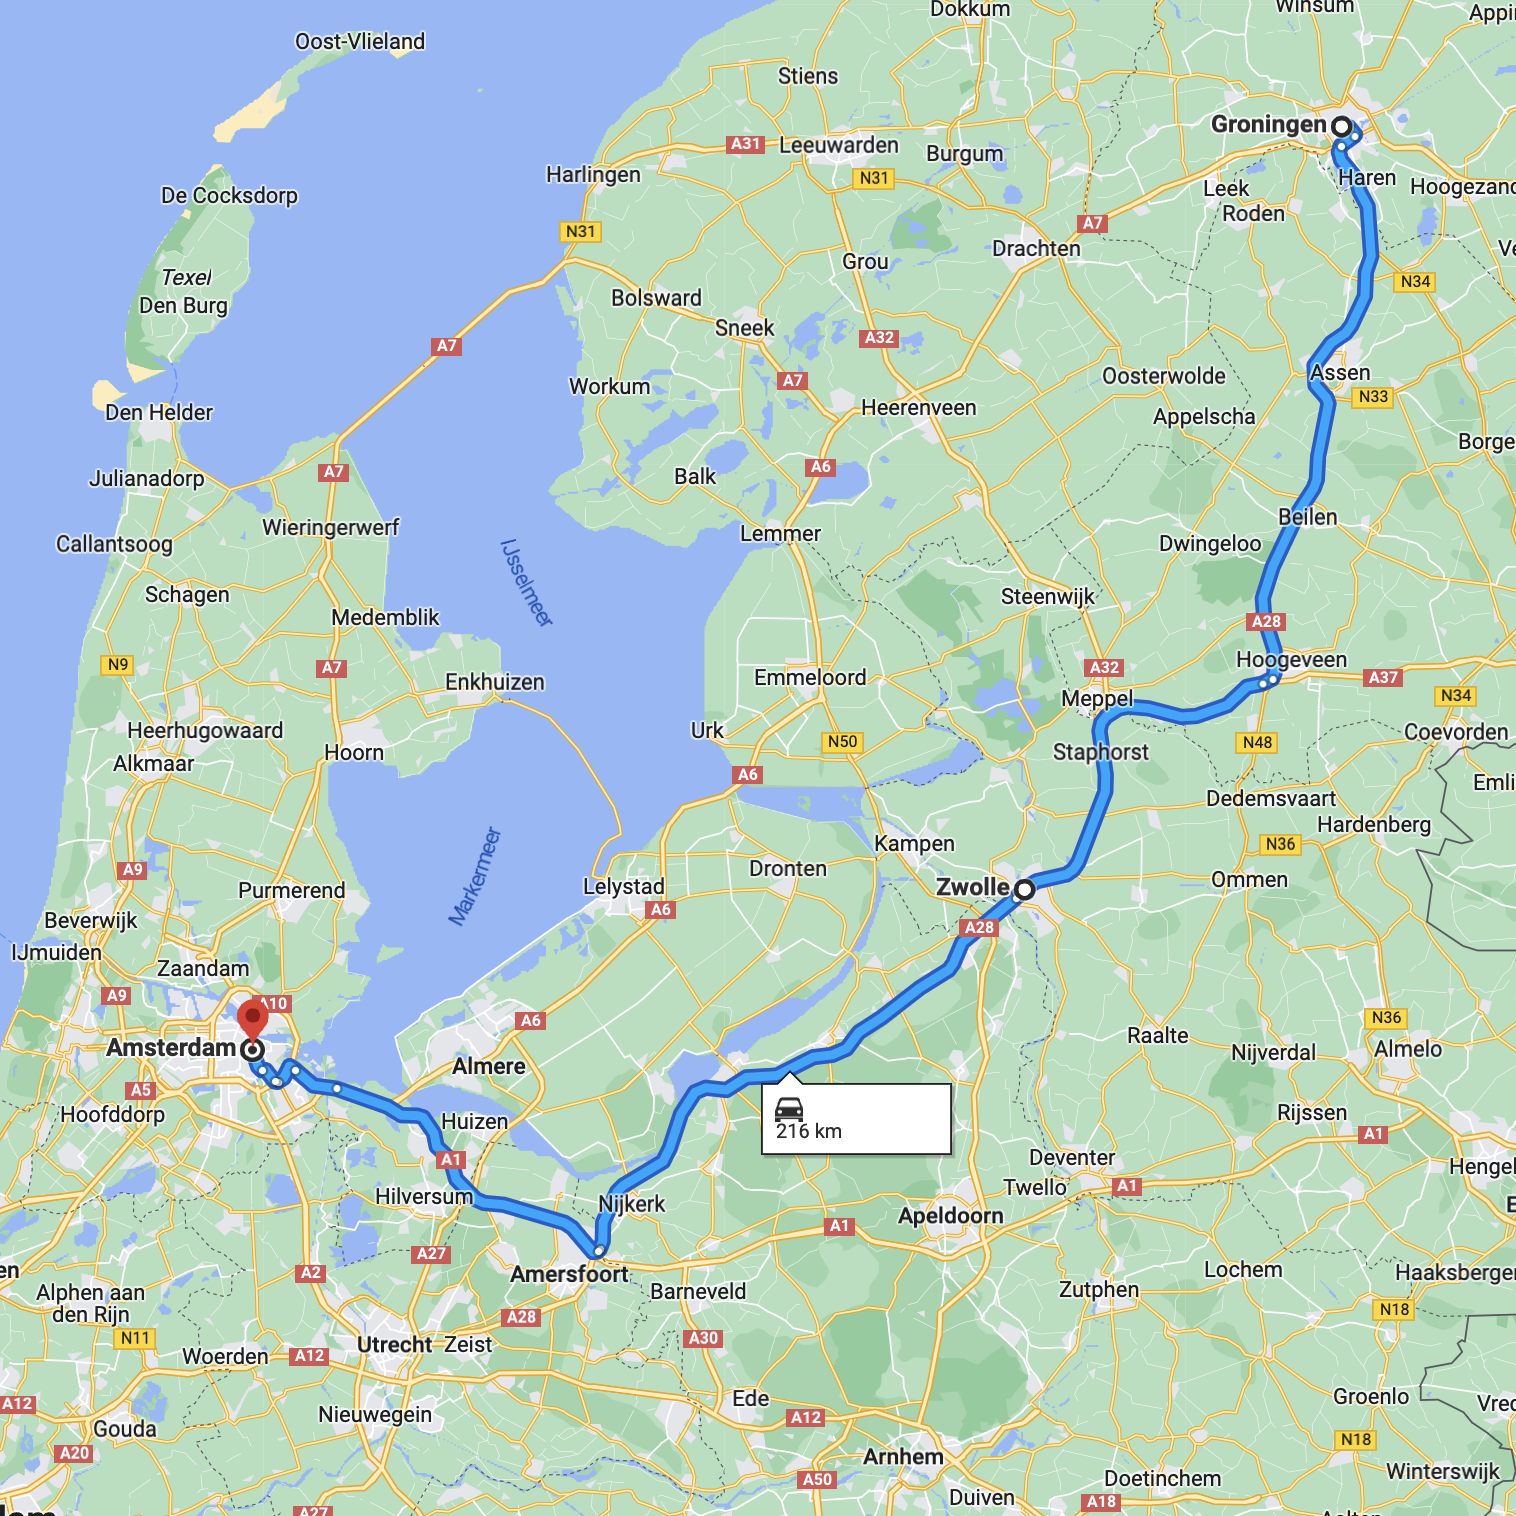 Dokkum
Winsum
Oost-Vlieland
Stiens
Groningen
A31
Leeuwarden
Burgum
Harlingen
N31
Haren
Leek
Hoogezand
De Cocksdorp
Roden
A7
N31
Drachten
Grou
Texel
Den Burg
N34
Bolsward
Sneek
A32
A7
Workum
A7
Oosterwolde
Assen
N33
Den Helder
Heerenveen
Appelscha
Borge
A7
Julianadorp
Balk
A6
Beilen
Wieringerwerf
Lemmer
Callantsoog
Dwingeloo
IJsselmeer
Schagen
Steenwijk
Medemblik
A28
N9
A7
Hoogeveen
A32
A37
Enkhuizen
Emmeloord
Meppel
N34
Heerhugowaard
Urk
N50
N48
Coevorden
Hoorn
Staphorst
Alkmaar
A6
Emli
Dedemsvaart
Hardenberg
Kampen
N36
A9
Dronten
Markermeer
Purmerend
Lelystad
Zwolle
Ommen
A6
Beverwijk
A28
IJmuiden
Zaandam
A9
A10
A6
N36
Raalte
Amsterdam
Almere
Nijverdal
Almelo
A5
Hoofddorp
Huizen
216 km
Rijssen
A1
A1
Deventer
Hengel
Hilversum
Nijkerk
Twello
A1
Apeldoorn
A1
A27
A2
Amersfoort
Lochem
Haaksbergen
Alphen aan
den Rijn
Barneveld
Zutphen
N18
A28
N11
Utrecht
Zeist
A30
Woerden
A12
A12
Ede
Groenlo
Nieuwegein
A12
Gouda
N18
A20
Arnhem
A50
Doetinchem
Winterswijk
Duiven
A18
A27